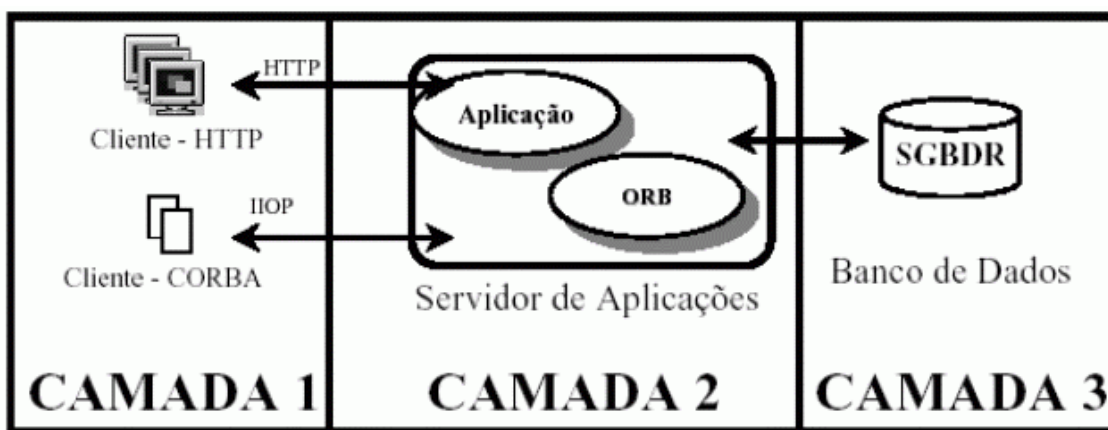 HTTP
Cliente - HTTP
IIOP
Cliente - CORBA
CAMADA 1
Aplicação
ORB
Servidor de Aplicações
CAMADA 2
SGBDR
Banco de Dados
CAMADA 3